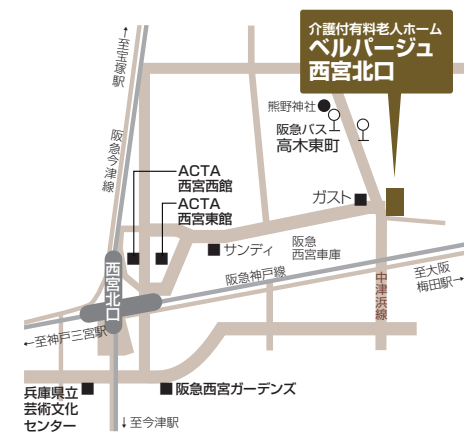 介護付有料老人ホーム
ベルパージュ
西宮北口
←至宝塚駅
熊野神社
阪急バス
高木東町
阪急今津線
ACTA
西宮西館
ACTA
西宮東館
ガスト
サンディ
阪急
西宮車庫
西宮北口
阪急神戸線
中津浜線
至大阪
梅田駅→
←至神戸三宮駅
兵庫県立
芸術文化
センター
阪急西宮ガーデンズ
↓至今津駅